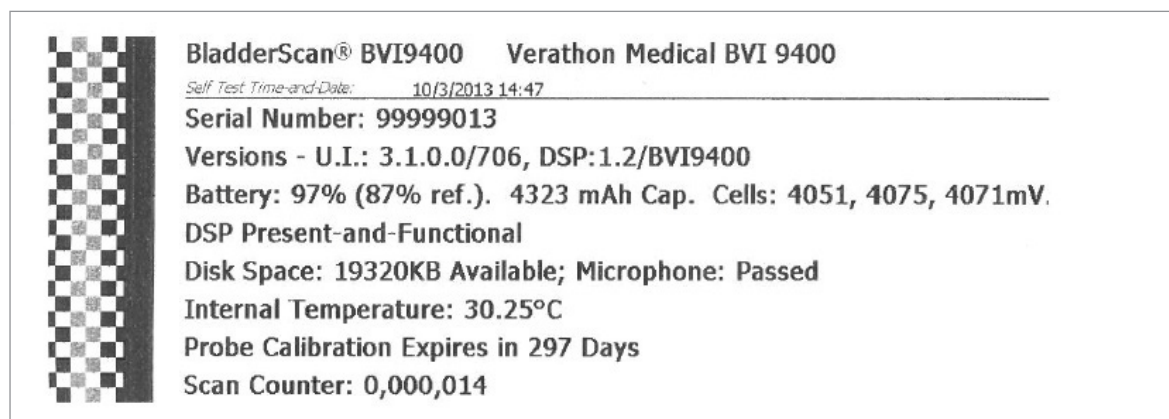 BladderScan® BVI9400 Verathon Medical BVI 9400
Self Test Time-and-Date: 10/3/2013 14:47
Serial Number: 99999013
Versions - U.I.: 3.1.0.0/706, DSP:1.2/BVI9400
Battery: 97% (87% ref.). 4323 mAh Cap. Cells: 4051, 4075, 4071mV.
DSP Present-and-Functional
Disk Space: 19320KB Available; Microphone: Passed
Internal Temperature: 30.25°C
Probe Calibration Expires in 297 Days
Scan Counter: 0,000,014